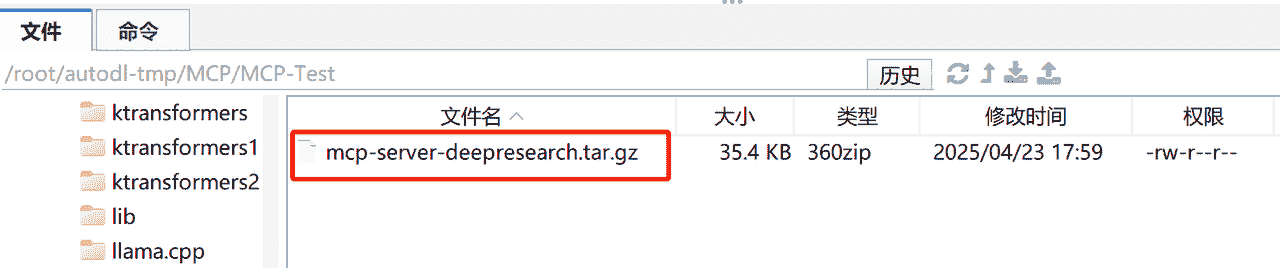 文件 命令
/root/autodl-tmp/MCP/MCP-Test 历史
ktransformers
ktransformers1
ktransformers2
lib
llama.cpp
文件名 大小 类型 修改时间 权限
mcp-server-deepresearch.tar.gz 35.4 KB 360zip 2025/04/23 17:59 -rw-r--r--